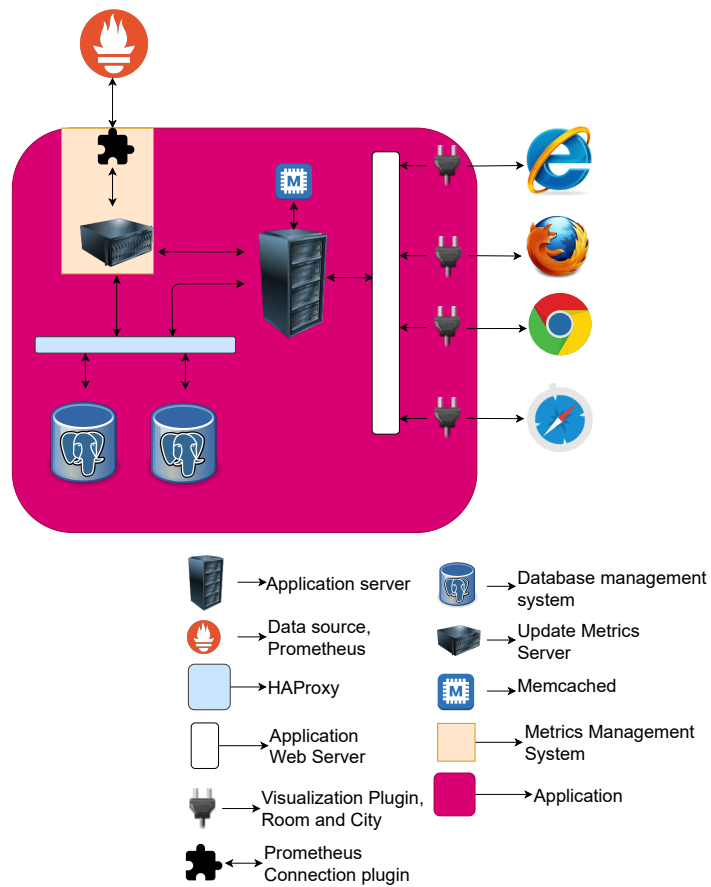 M
Application server
Database management
system
Data source,
Prometheus
Update Metrics
Server
HAProxy
M
Memcached
Application
Web Server
Metrics Management
System
Visualization Plugin,
Room and City
Application
Prometheus
Connection plugin